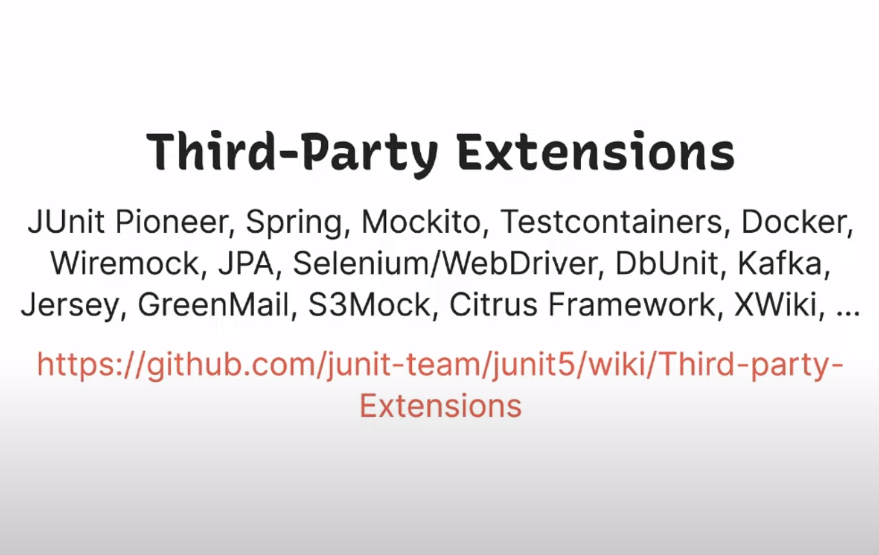 Third-Party Extensions
JUnit Pioneer, Spring, Mockito, Testcontainers, Docker,
Wiremock, JPA, Selenium/WebDriver, DbUnit, Kafka,
Jersey, GreenMail, S3Mock, Citrus Framework, XWiki, ...
https://github.com/junit-team/junit5/wiki/Third-party-
Extensions